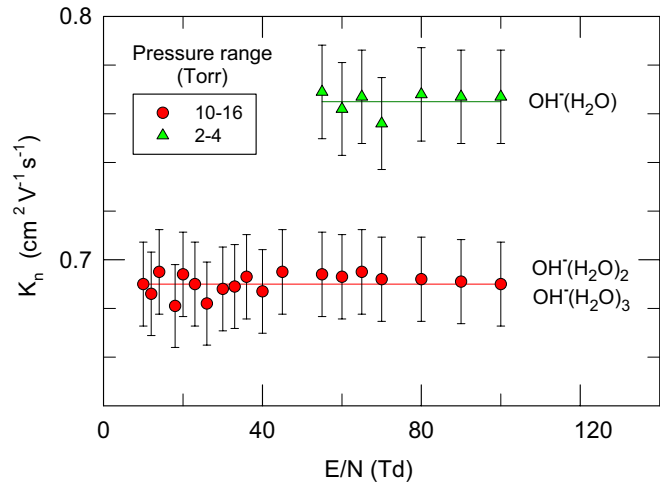 0.8
Pressure range
(Torr)
10-16
2-4
OH⁻(H₂O)
0.7
OH⁻(H₂O)₂
OH⁻(H₂O)₃
Kₙ (cm² V⁻¹ s⁻¹)
0
40
80
120
E/N (Td)